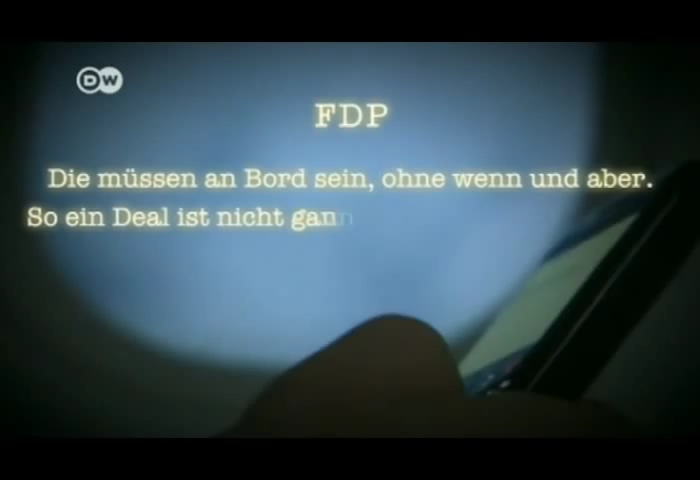 DW
FDP
Die müssen an Bord sein, ohne wenn und aber.
So ein Deal ist nicht gan